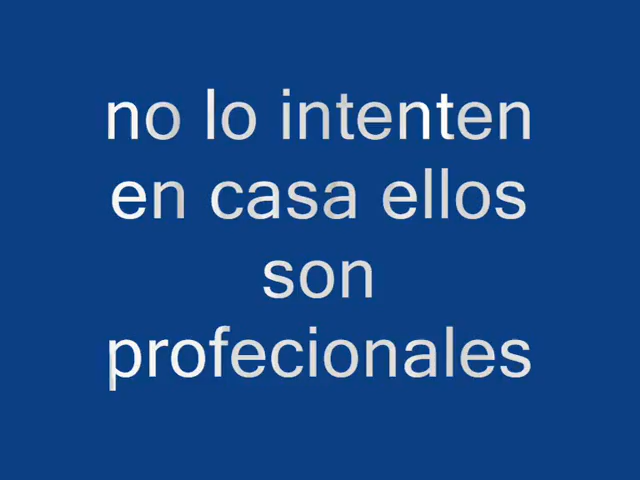 no lo intenten
en casa ellos
son
profecionales